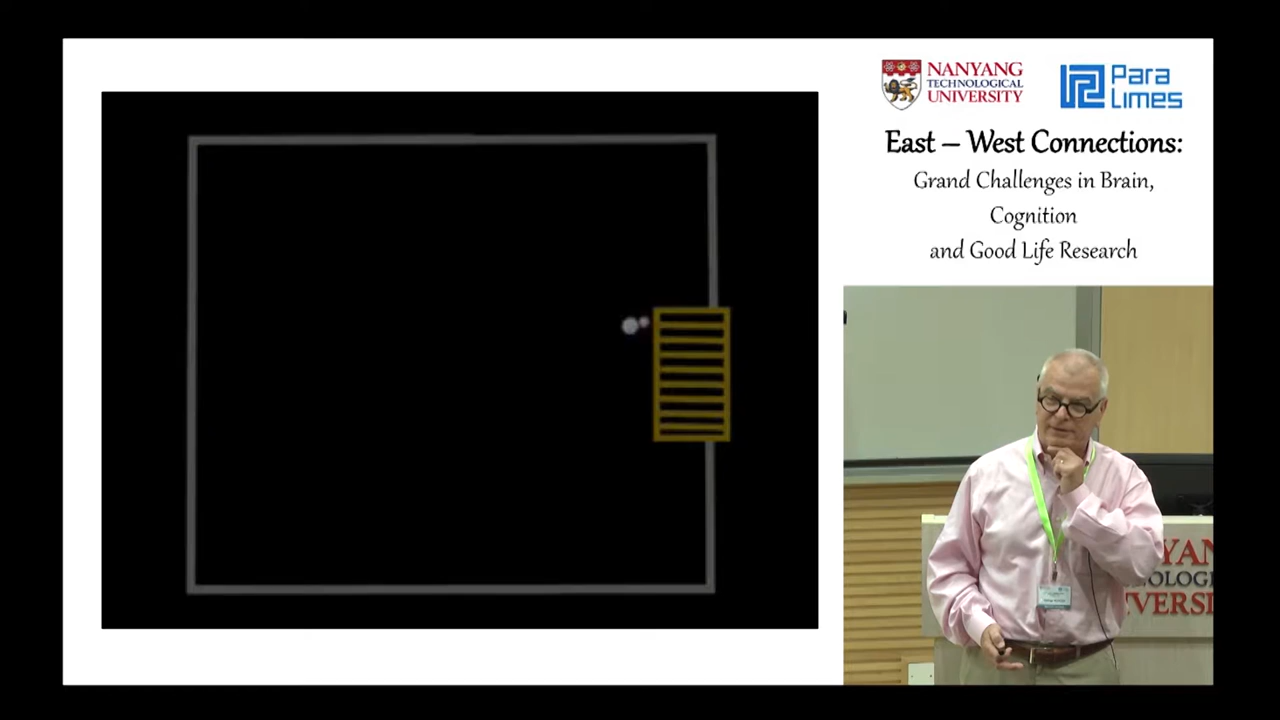 NANYANG
TECHNOLOGICAL
UNIVERSITY
Para
Limes
East – West Connections:
Grand Challenges in Brain,
Cognition
and Good Life Research